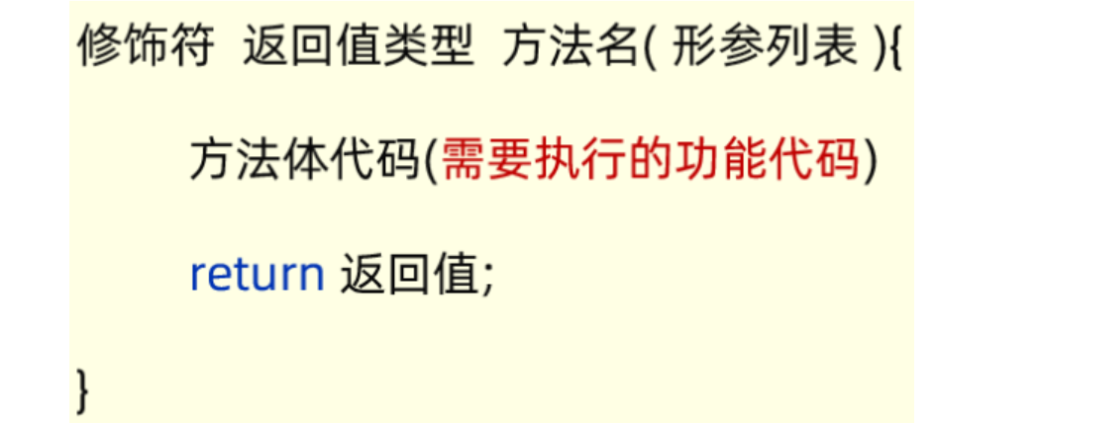 修饰符 返回值类型 方法名( 形参列表 ){
方法体代码(需要执行的功能代码)
return 返回值;
}